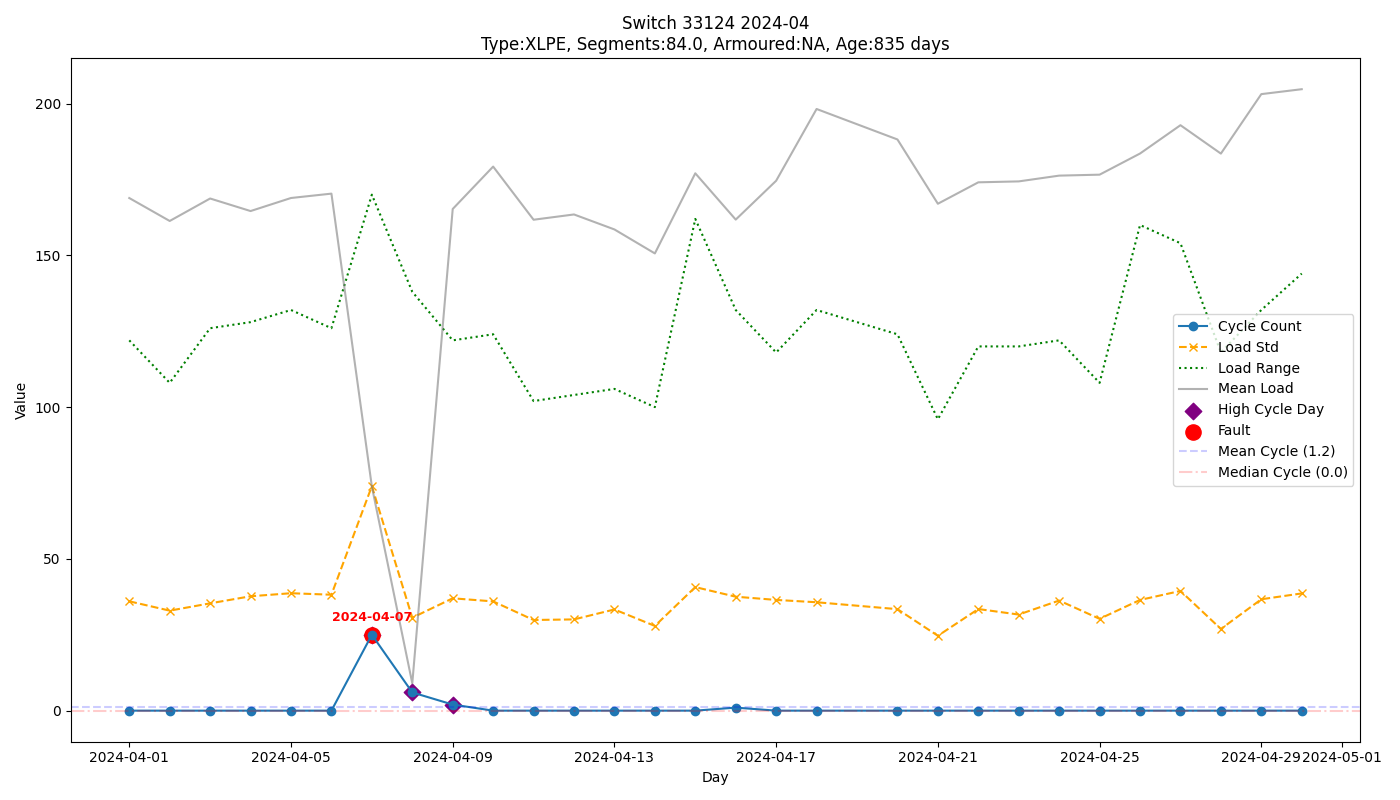 Switch 33124 2024-04
Type:XLPE, Segments:84.0, Armoured:NA, Age:835 days
Value
200
150
100
50
0
2024-04-07
Cycle Count
Load Std
Load Range
Mean Load
High Cycle Day
Fault
Mean Cycle (1.2)
Median Cycle (0.0)
2024-04-01 2024-04-05 2024-04-09 2024-04-13 2024-04-17 2024-04-21 2024-04-25 2024-04-29 2024-05-01
Day